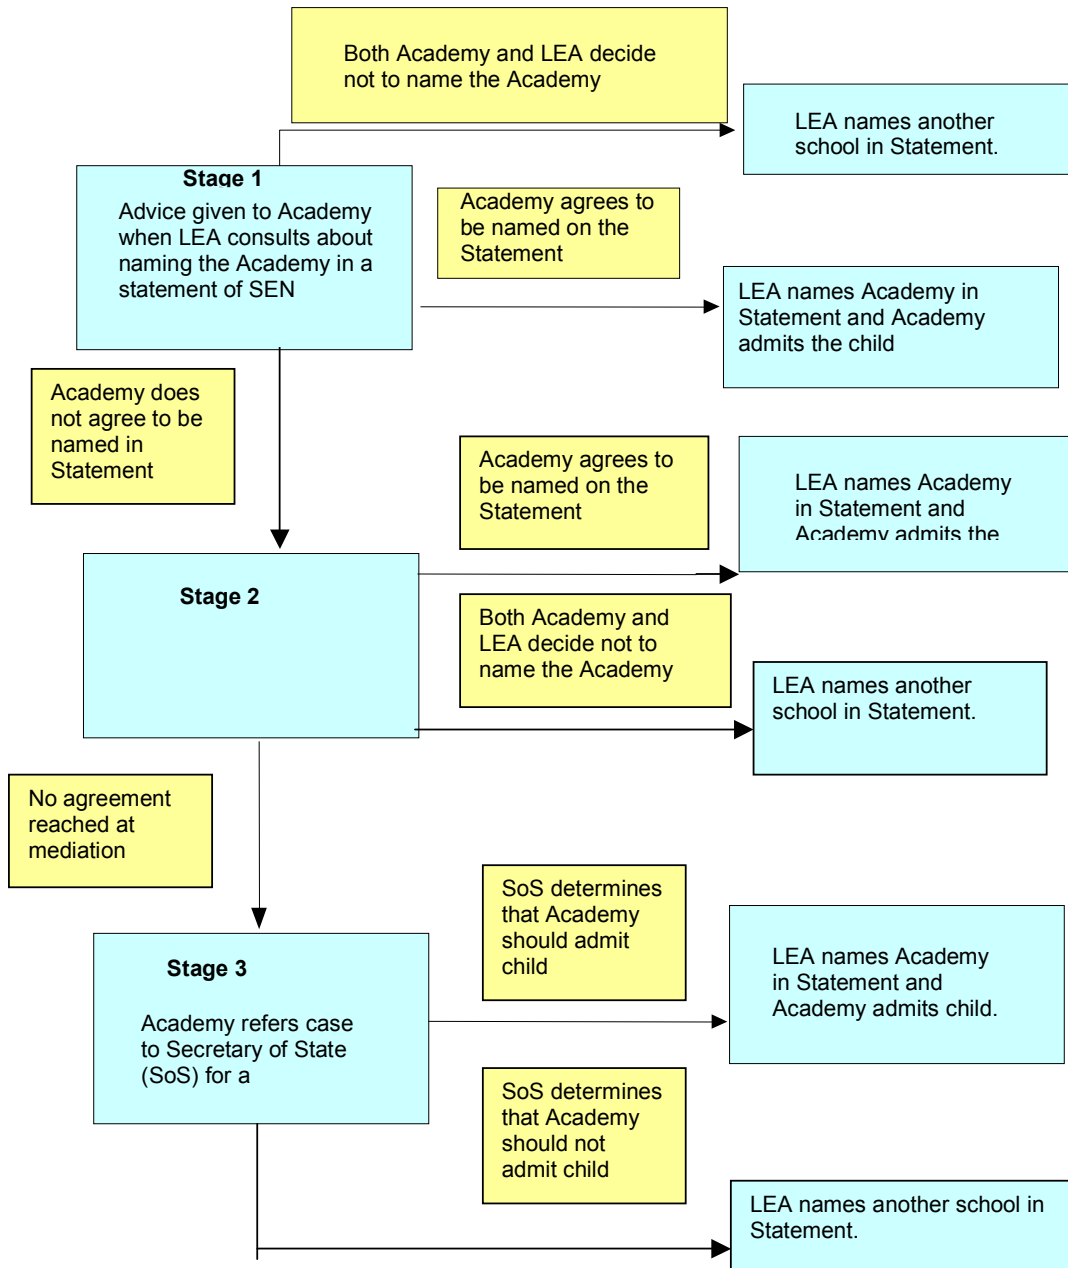 Both Academy and LEA decide
not to name the Academy
LEA names another
school in Statement.
Stage 1
Advice given to Academy
when LEA consults about
naming the Academy in a
statement of SEN
Academy agrees to
be named on the
Statement
LEA names Academy in
Statement and Academy
admits the child
Academy does
not agree to be
named in
Statement
Academy agrees to
be named on the
Statement
LEA names Academy
in Statement and
Academy admits the
Stage 2
Both Academy and
LEA decide not to
name the Academy
LEA names another
school in Statement.
No agreement
reached at
mediation
SoS determines
that Academy
should admit
child
Stage 3
Academy refers case
to Secretary of State
(SoS) for a
LEA names Academy
in Statement and
Academy admits child.
SoS determines
that Academy
should not
admit child
LEA names another school in
Statement.